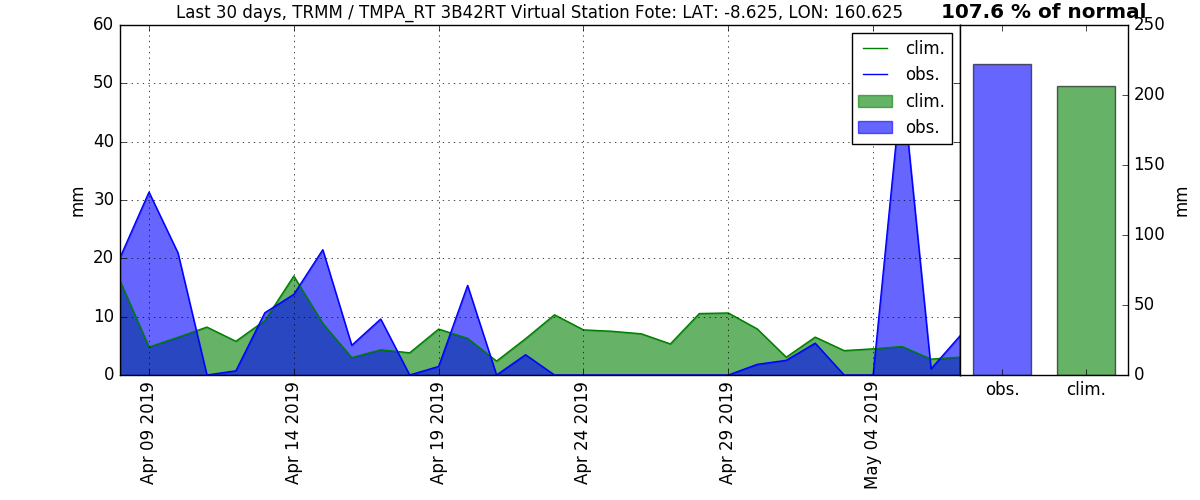 Last 30 days, TRMM / TMPA_RT 3B42RT Virtual Station Fote: LAT: -8.625, LON: 160.625
107.6 % of normal
60
50
40
30
20
10
0
mm
clim.
obs.
clim.
obs.
Apr 09 2019
Apr 14 2019
Apr 19 2019
Apr 24 2019
Apr 29 2019
May 04 2019
250
200
150
100
50
0
mm
obs.
clim.